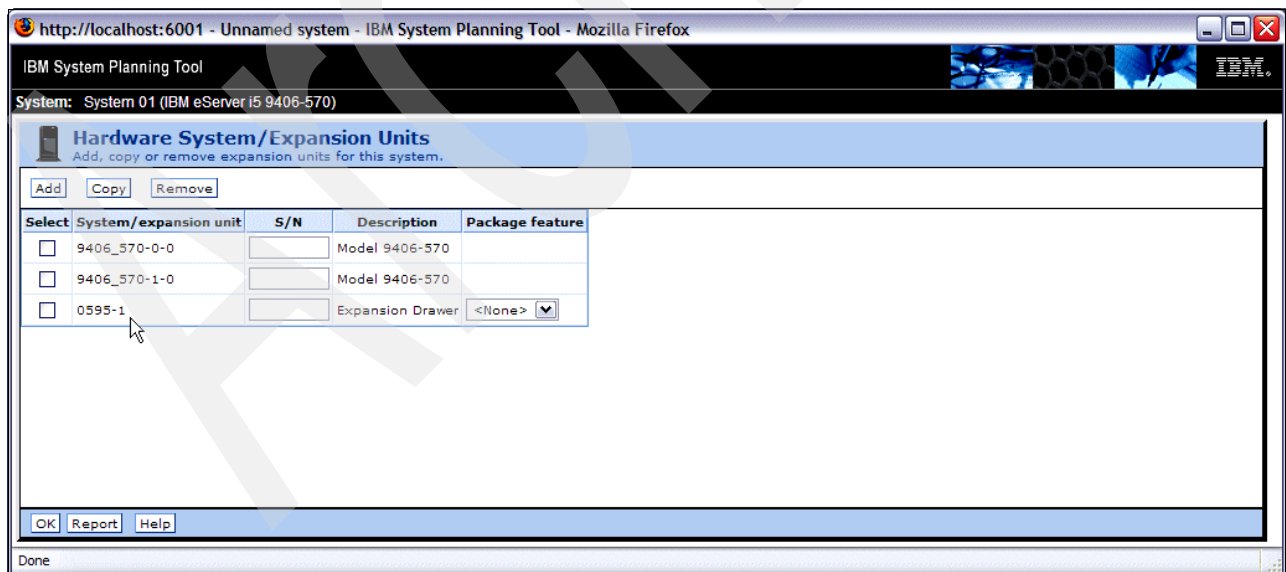 http://localhost:6001 - Unnamed system - IBM System Planning Tool - Mozilla Firefox
IBM System Planning Tool
IBM.
System: System 01 (IBM eServer i5 9406-570)
Hardware System/Expansion Units
Add, copy or remove expansion units for this system.
Add Copy Remove
Select System/expansion unit S/N Description Package feature
9406_570-0-0 Model 9406-570
9406_570-1-0 Model 9406-570
0595-1 Expansion Drawer <None>
OK Report Help
Done